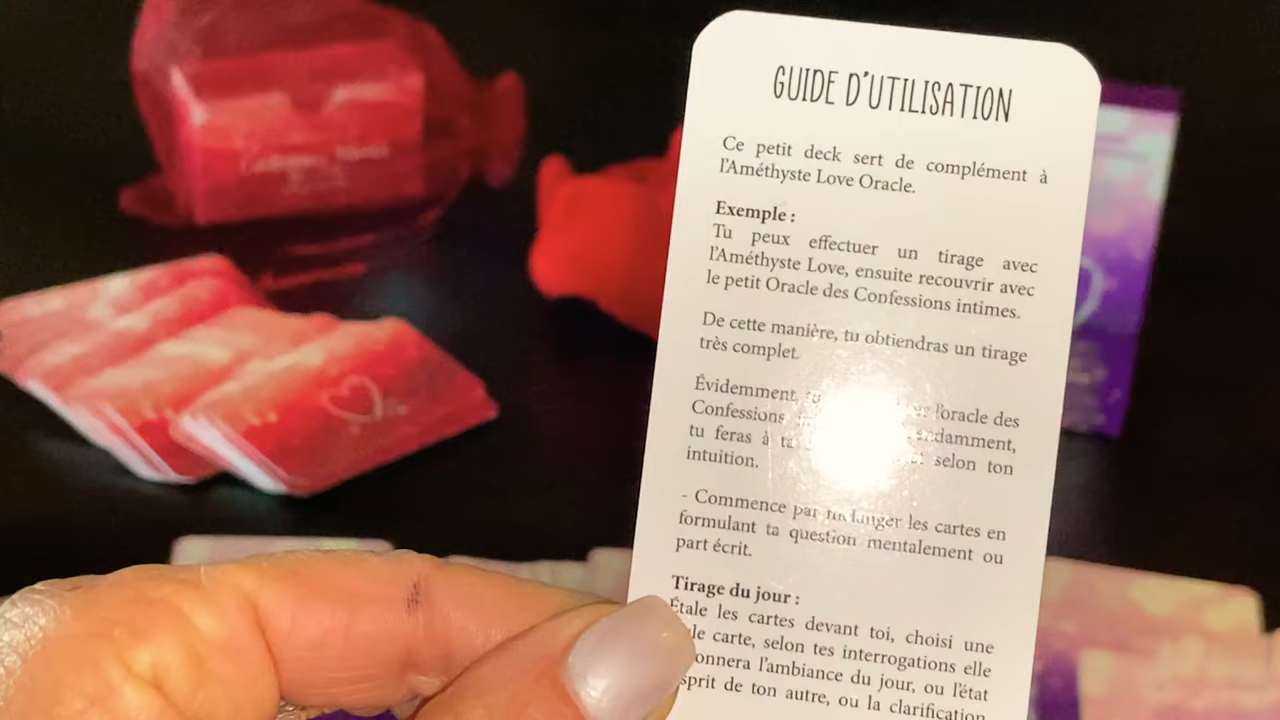 GUIDE D'UTILISATION
Ce petit deck sert de complément à
l'Améthyste Love Oracle.
Exemple :
Tu peux effectuer un tirage avec
l'Améthyste Love, ensuite recouvrir avec
le petit Oracle des Confessions intimes.
De cette manière, tu obtiendras un tirage
très complet.
Évidemment, l'oracle des
Confessions
tu feras à selon ton
intuition.
- Commence par mélanger les cartes en
formulant ta question mentalement ou
part écrit.
Tirage du jour :
Étale les cartes devant toi, choisi une
carte, selon tes interrogations elle
l'ambiance du jour, ou l'état
de ton autre, ou la clarification